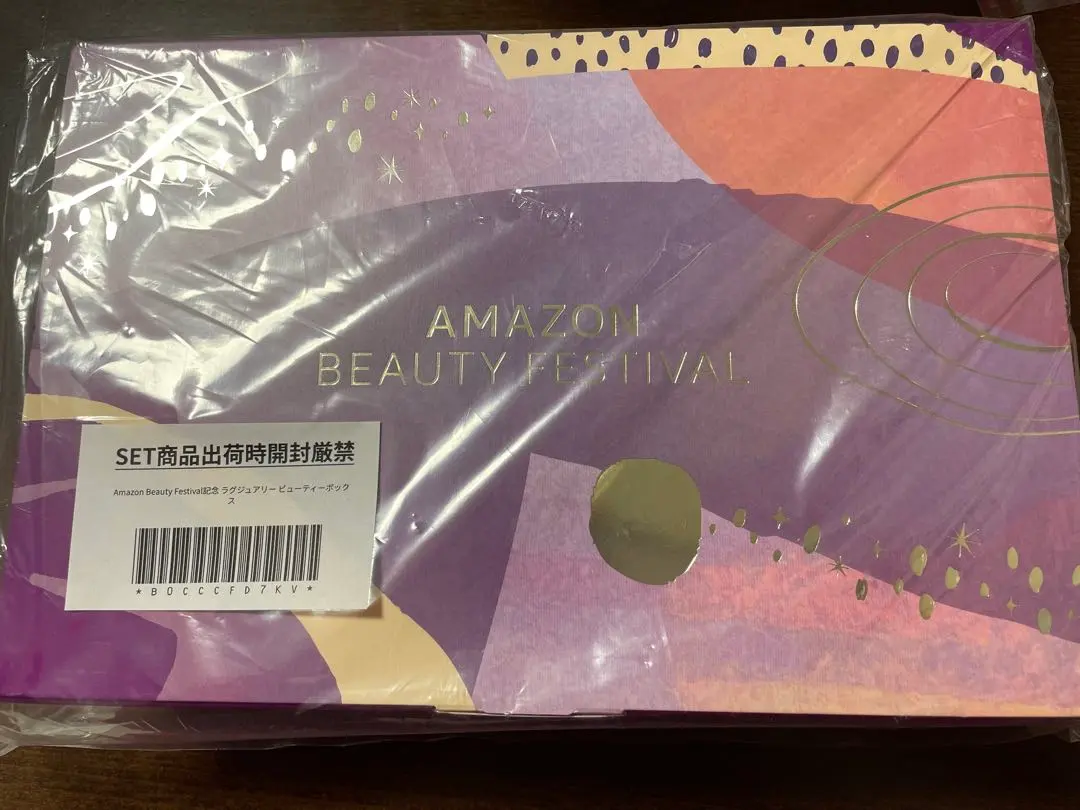 AMAZON
BEAUTY FESTIVAL
SET商品出荷時開封厳禁
Amazon Beauty Festival記念 ラグジュアリー ビューティーボック
ス
*B0CCCFD7KV*